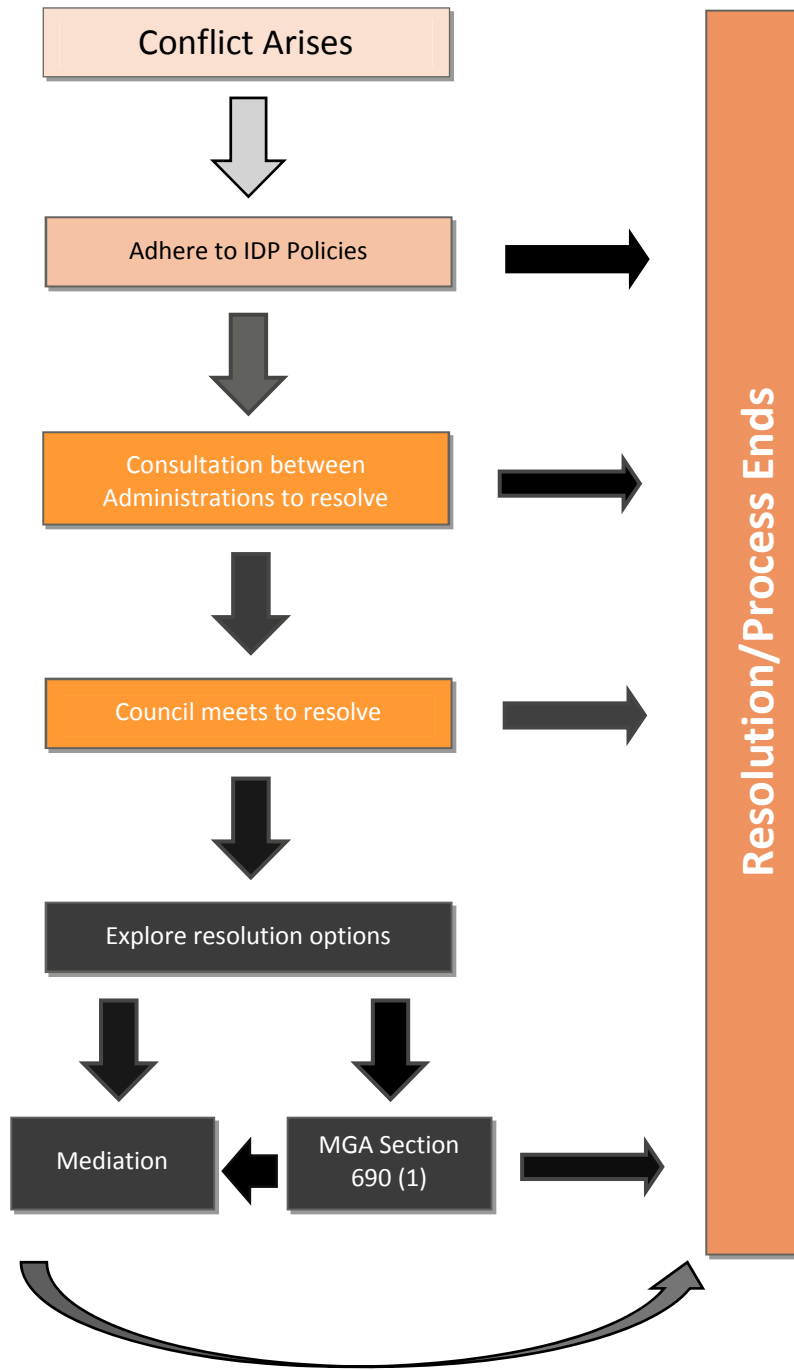 Conflict Arises
Adhere to IDP Policies
Consultation between
Administrations to resolve
Council meets to resolve
Explore resolution options
Mediation
MGA Section
690 (1)
Resolution/Process Ends